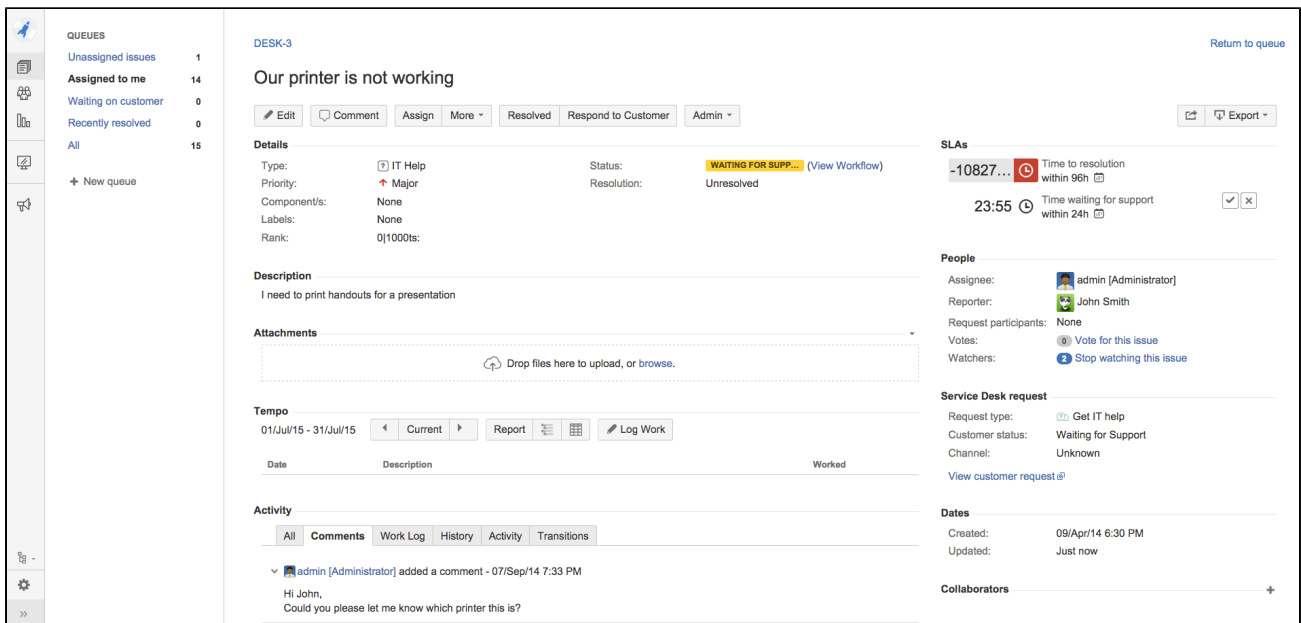 QUEUES
Unassigned issues 1
Assigned to me 14
Waiting on customer 0
Recently resolved 0
All 15
+ New queue
DESK-3
Return to queue
Our printer is not working
Edit Comment Assign More Resolved Respond to Customer Admin Export
Details
Type: IT Help
Priority: Major
Component/s: None
Labels: None
Rank: 0|1000ts:
Status: WAITING FOR SUPP... (View Workflow)
Resolution: Unresolved
Description
I need to print handouts for a presentation
Attachments
Drop files here to upload, or browse.
Tempo
01/Jul/15 - 31/Jul/15 Current Report Log Work
Date Description Worked
Activity
All Comments Work Log History Activity Transitions
admin [Administrator] added a comment - 07/Sep/14 7:33 PM
Hi John,
Could you please let me know which printer this is?
SLAs
-10827... Time to resolution
within 96h
23:55 Time waiting for support
within 24h
People
Assignee: admin [Administrator]
Reporter: John Smith
Request participants: None
Votes: 0 Vote for this issue
Watchers: 2 Stop watching this issue
Service Desk request
Request type: Get IT help
Customer status: Waiting for Support
Channel: Unknown
View customer request
Dates
Created: 09/Apr/14 6:30 PM
Updated: Just now
Collaborators +